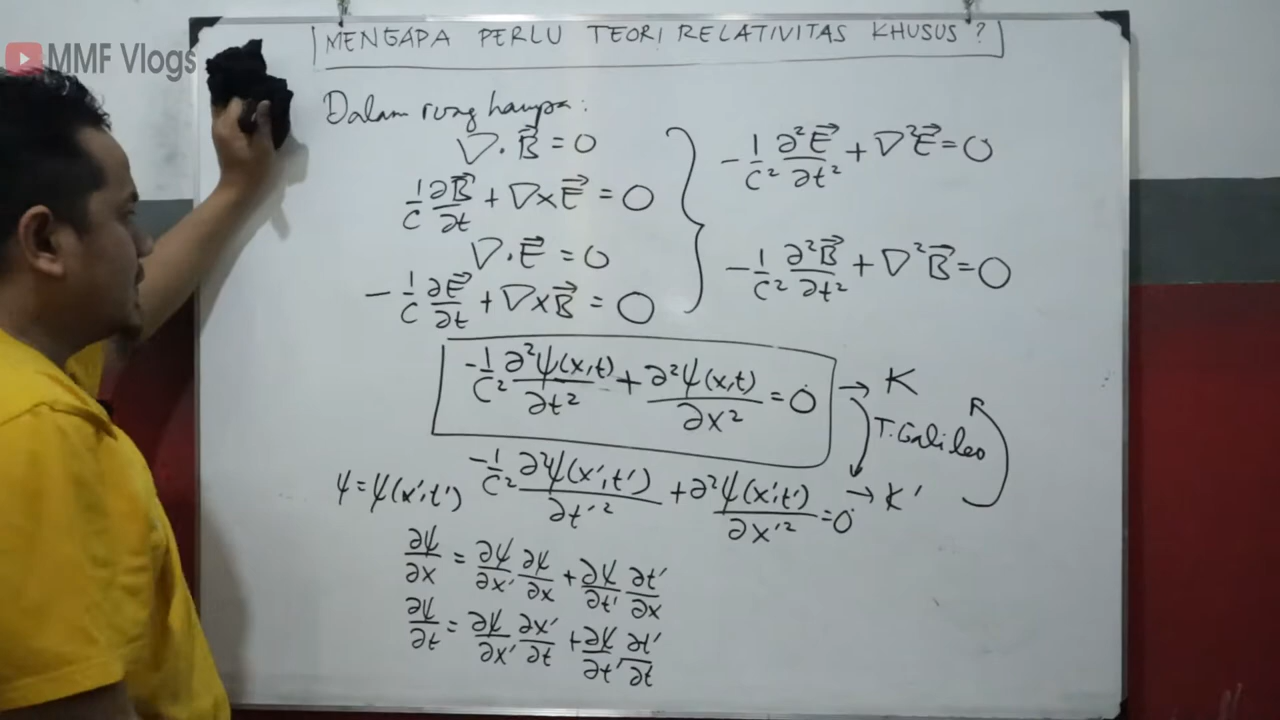 MMF Vlogs
MENGAPA PERLU TEORI RELATIVITAS KHUSUS?
Dalam ruang hampa:
∇·B⃗ = 0
1/c ∂B⃗/∂t + ∇×E⃗ = 0
∇·E⃗ = 0
-1/c ∂E⃗/∂t + ∇×B⃗ = 0
-1/c² ∂²E⃗/∂t² + ∇²E⃗ = 0
-1/c² ∂²B⃗/∂t² + ∇²B⃗ = 0
-1/c² ∂²ψ(x,t)/∂t² + ∂²ψ(x,t)/∂x² = 0 → K
T. Galileo
ψ = ψ(x',t') -1/c² ∂²ψ(x',t')/∂t'² + ∂²ψ(x',t')/∂x'² = 0 → K'
∂ψ/∂x = ∂ψ/∂x' ∂ψ/∂x + ∂ψ/∂t' ∂t'/∂x
∂ψ/∂t = ∂ψ/∂x' ∂x'/∂t + ∂ψ/∂t' ∂t'/∂t